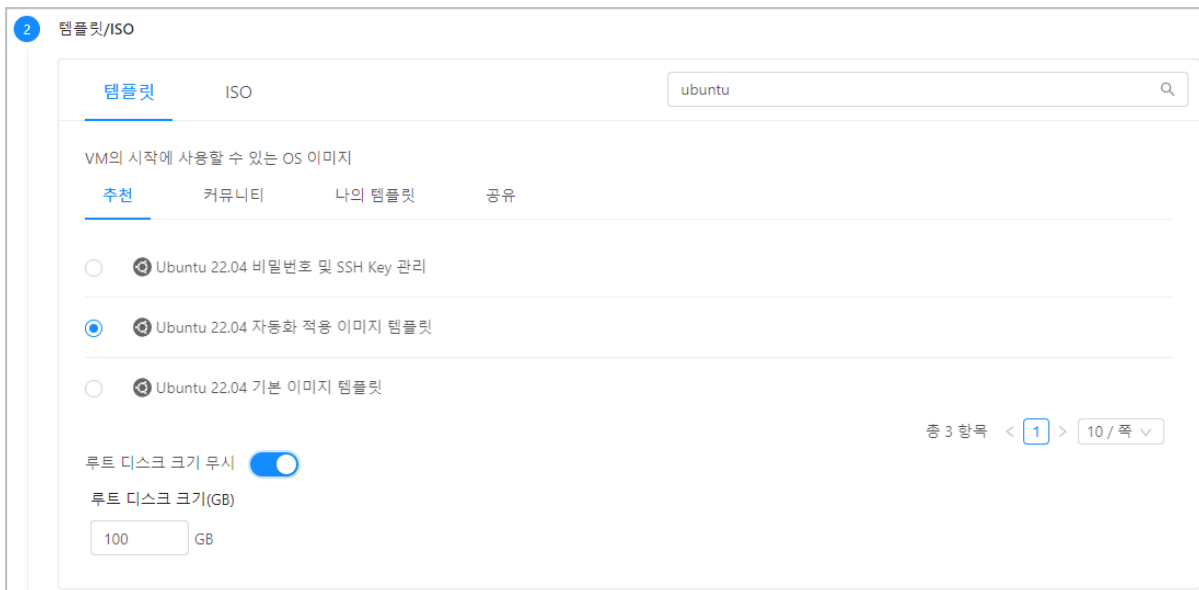 2 템플릿/ISO
템플릿 ISO ubuntu
VM의 시작에 사용할 수 있는 OS 이미지
추천 커뮤니티 나의 템플릿 공유
Ubuntu 22.04 비밀번호 및 SSH Key 관리
Ubuntu 22.04 자동화 적용 이미지 템플릿
Ubuntu 22.04 기본 이미지 템플릿
총 3 항목 < 1 > 10 / 쪽
루트 디스크 크기 무시
루트 디스크 크기(GB)
100 GB